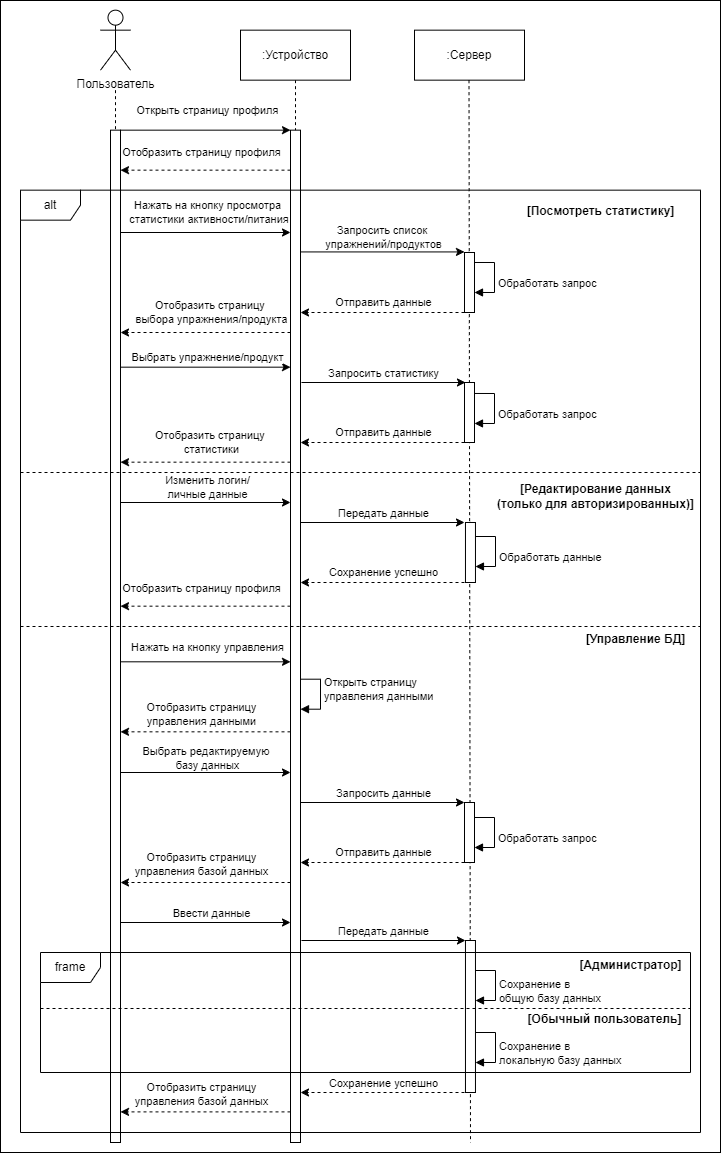 :Устройство
:Сервер
Пользователь
Открыть страницу профиля
Отобразить страницу профиля
alt
[Посмотреть статистику]
Нажать на кнопку просмотра
статистики активности/питания
Запросить список
упражнений/продуктов
Обработать запрос
Отправить данные
Отобразить страницу
выбора упражнения/продукта
Выбрать упражнение/продукт
Запросить статистику
Обработать запрос
Отправить данные
Отобразить страницу
статистики
[Редактирование данных
(только для авторизированных)]
Изменить логин/
личные данные
Передать данные
Обработать данные
Сохранение успешно
Отобразить страницу профиля
[Управление БД]
Нажать на кнопку управления
Открыть страницу
управления данными
Отобразить страницу
управления данными
Выбрать редактируемую
базу данных
Запросить данные
Обработать запрос
Отправить данные
Отобразить страницу
управления базой данных
Ввести данные
Передать данные
frame
[Администратор]
Сохранение в
общую базу данных
[Обычный пользователь]
Сохранение в
локальную базу данных
Сохранение успешно
Отобразить страницу
управления базой данных